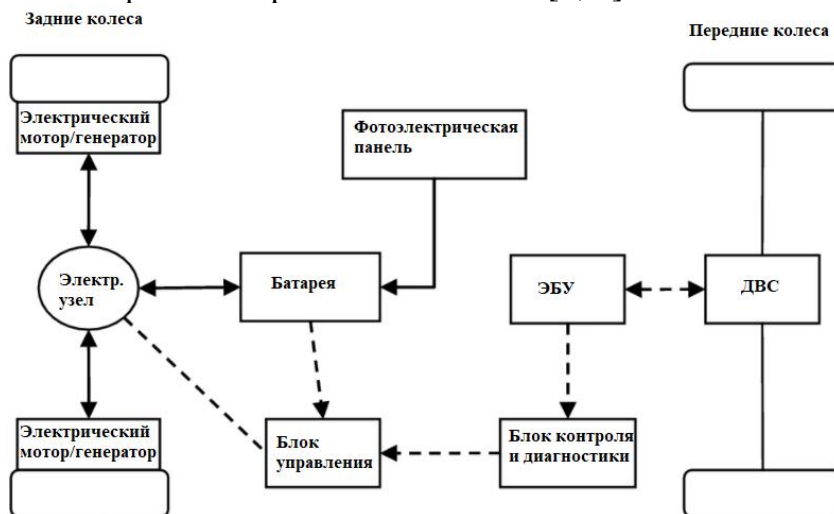 Задние колеса
Передние колеса
Электрический
мотор/генератор
Фотоэлектрическая
панель
Электр.
узел
Батарея
ЭБУ
ДВС
Электрический
мотор/генератор
Блок
управления
Блок контроля
и диагностики